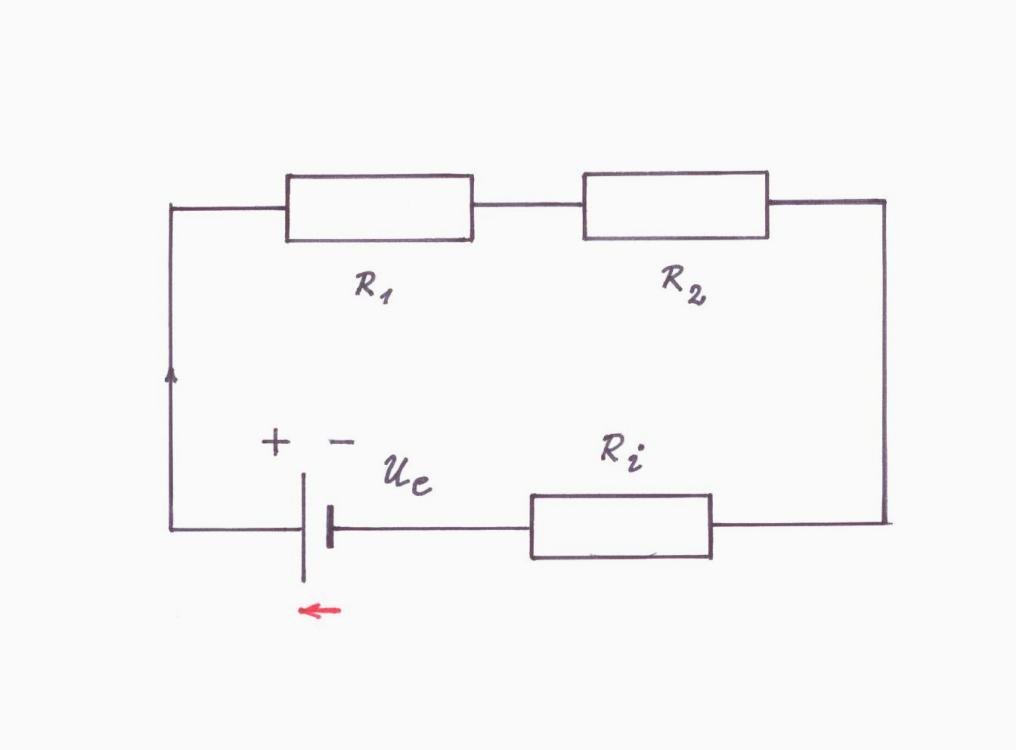 R₁ R₂
+ − Rᵢ
Uₑ